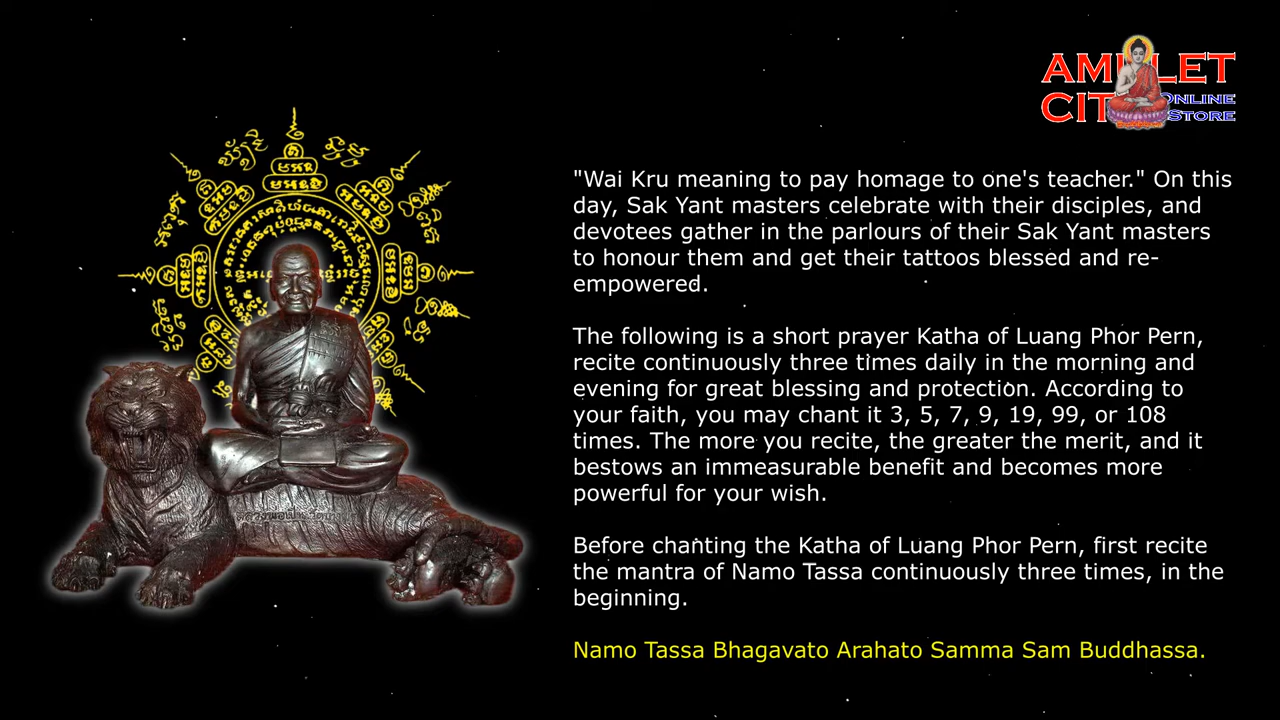 AMULET
CITY ONLINE
STORE
"Wai Kru meaning to pay homage to one's teacher." On this
day, Sak Yant masters celebrate with their disciples, and
devotees gather in the parlours of their Sak Yant masters
to honour them and get their tattoos blessed and re-
empowered.
The following is a short prayer Katha of Luang Phor Pern,
recite continuously three times daily in the morning and
evening for great blessing and protection. According to
your faith, you may chant it 3, 5, 7, 9, 19, 99, or 108
times. The more you recite, the greater the merit, and it
bestows an immeasurable benefit and becomes more
powerful for your wish.
Before chanting the Katha of Luang Phor Pern, first recite
the mantra of Namo Tassa continuously three times, in the
beginning.
Namo Tassa Bhagavato Arahato Samma Sam Buddhassa.